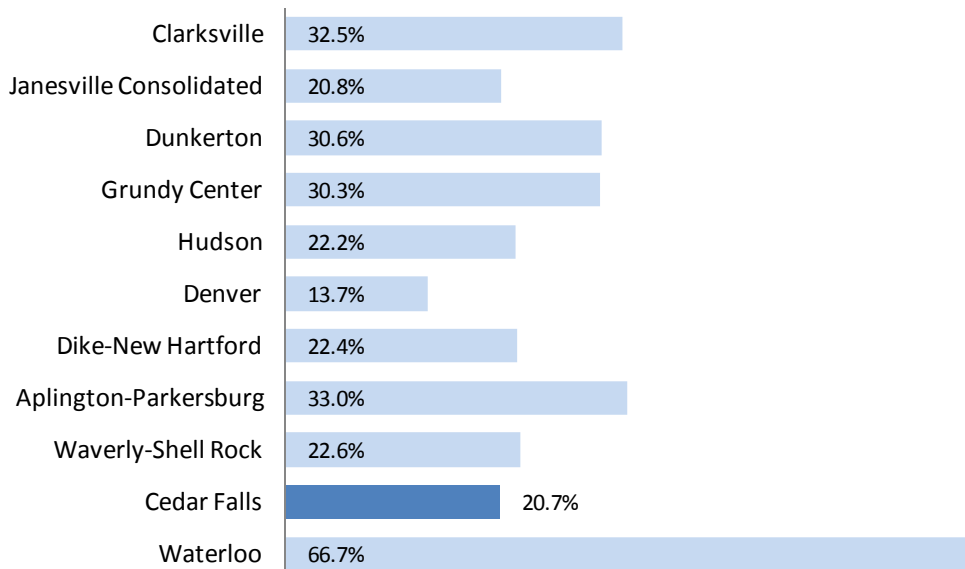 Clarksville 32.5%
Janesville Consolidated 20.8%
Dunkerton 30.6%
Grundy Center 30.3%
Hudson 22.2%
Denver 13.7%
Dike-New Hartford 22.4%
Aplington-Parkersburg 33.0%
Waverly-Shell Rock 22.6%
Cedar Falls 20.7%
Waterloo 66.7%